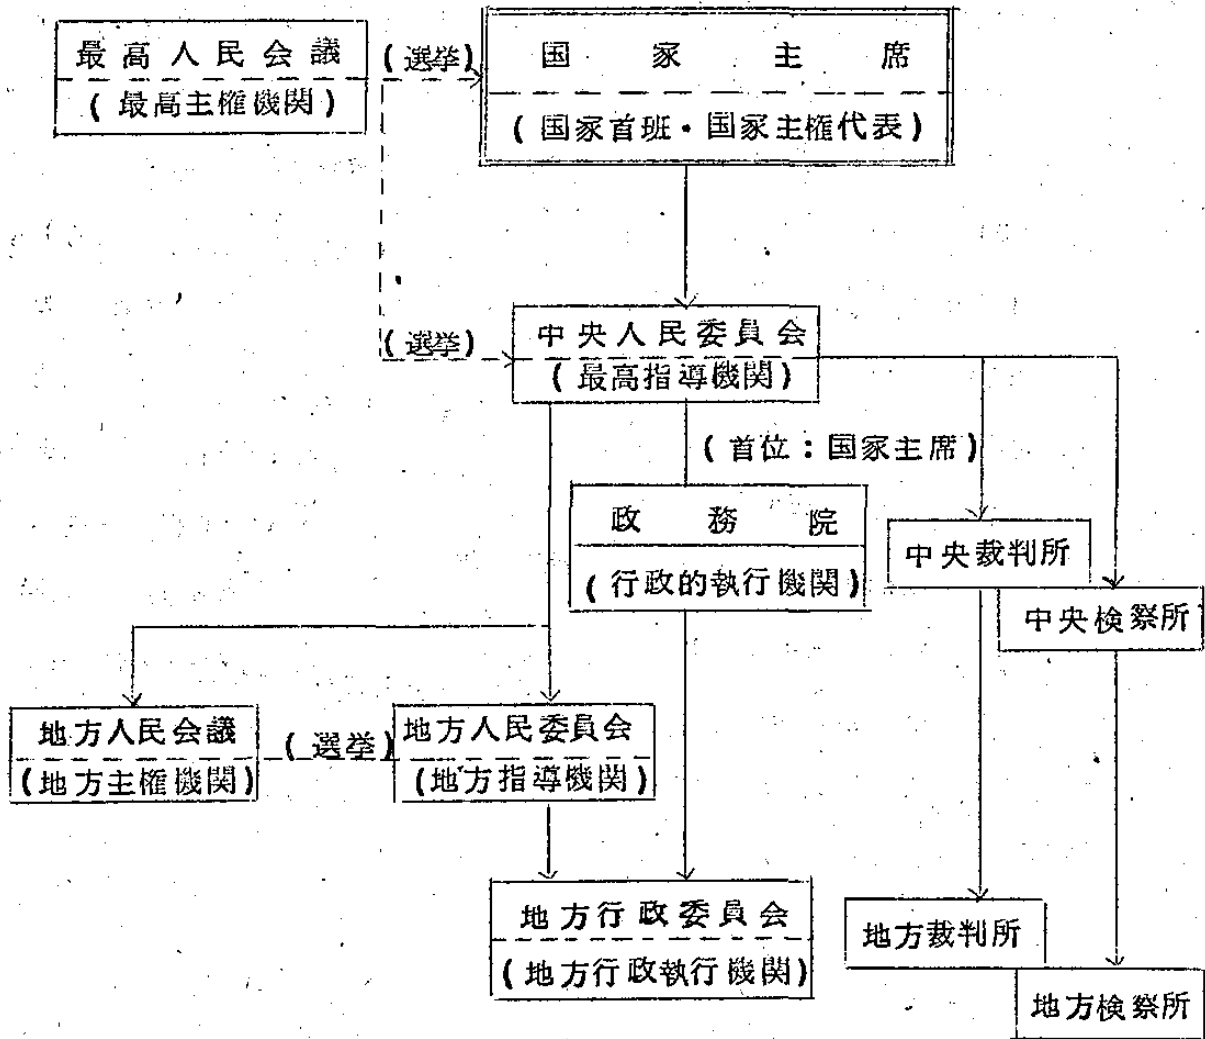 最高人民会議
(最高主権機関)
(選挙)
国家主席
(国家首班・国家主権代表)
(選挙)
中央人民委員会
(最高指導機関)
(首位：国家主席)
政務院
(行政的執行機関)
中央裁判所
中央検察所
地方人民会議
(地方主権機関)
(選挙)
地方人民委員会
(地方指導機関)
地方行政委員会
(地方行政執行機関)
地方裁判所
地方検察所